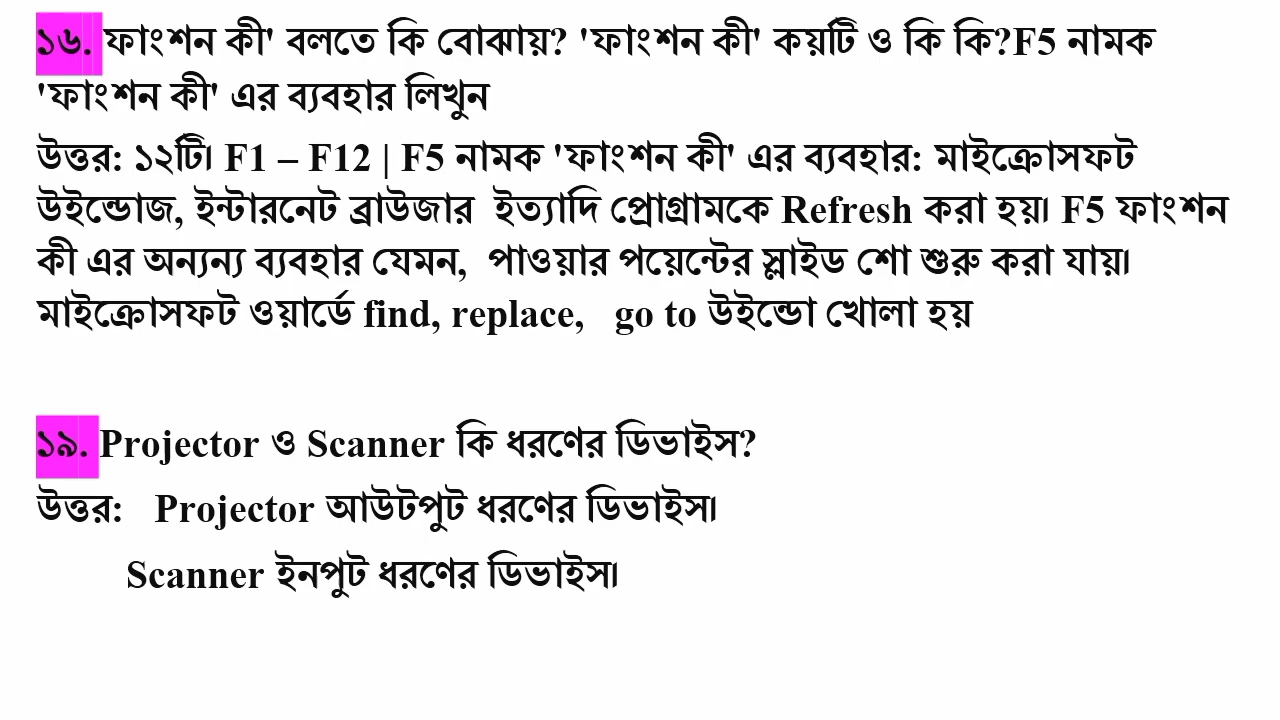 ১৬. ফাংশন কী' বলতে কি বোঝায়? 'ফাংশন কী' কয়টি ও কি কি?F5 নামক
'ফাংশন কী' এর ব্যবহার লিখুন
উত্তর: ১২টি। F1 – F12 | F5 নামক 'ফাংশন কী' এর ব্যবহার: মাইক্রোসফট
উইন্ডোজ, ইন্টারনেট ব্রাউজার ইত্যাদি প্রোগ্রামকে Refresh করা হয়। F5 ফাংশন
কী এর অন্যন্য ব্যবহার যেমন, পাওয়ার পয়েন্টের স্লাইড শো শুরু করা যায়।
মাইক্রোসফট ওয়ার্ডে find, replace, go to উইন্ডো খোলা হয়
১৯. Projector ও Scanner কি ধরণের ডিভাইস?
উত্তর: Projector আউটপুট ধরণের ডিভাইস।
Scanner ইনপুট ধরণের ডিভাইস।